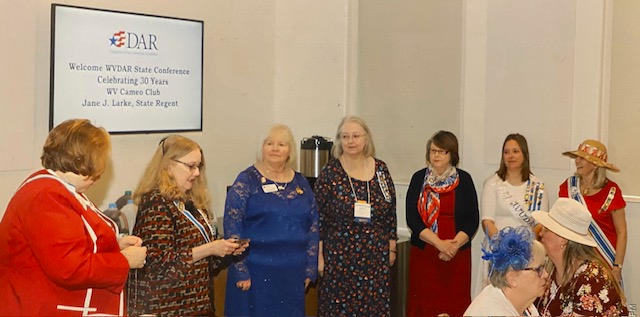 DAR
Welcome WVDAR State Conference
Celebrating 30 Years
WV Cameo Club
Jane J. Larke, State Regent